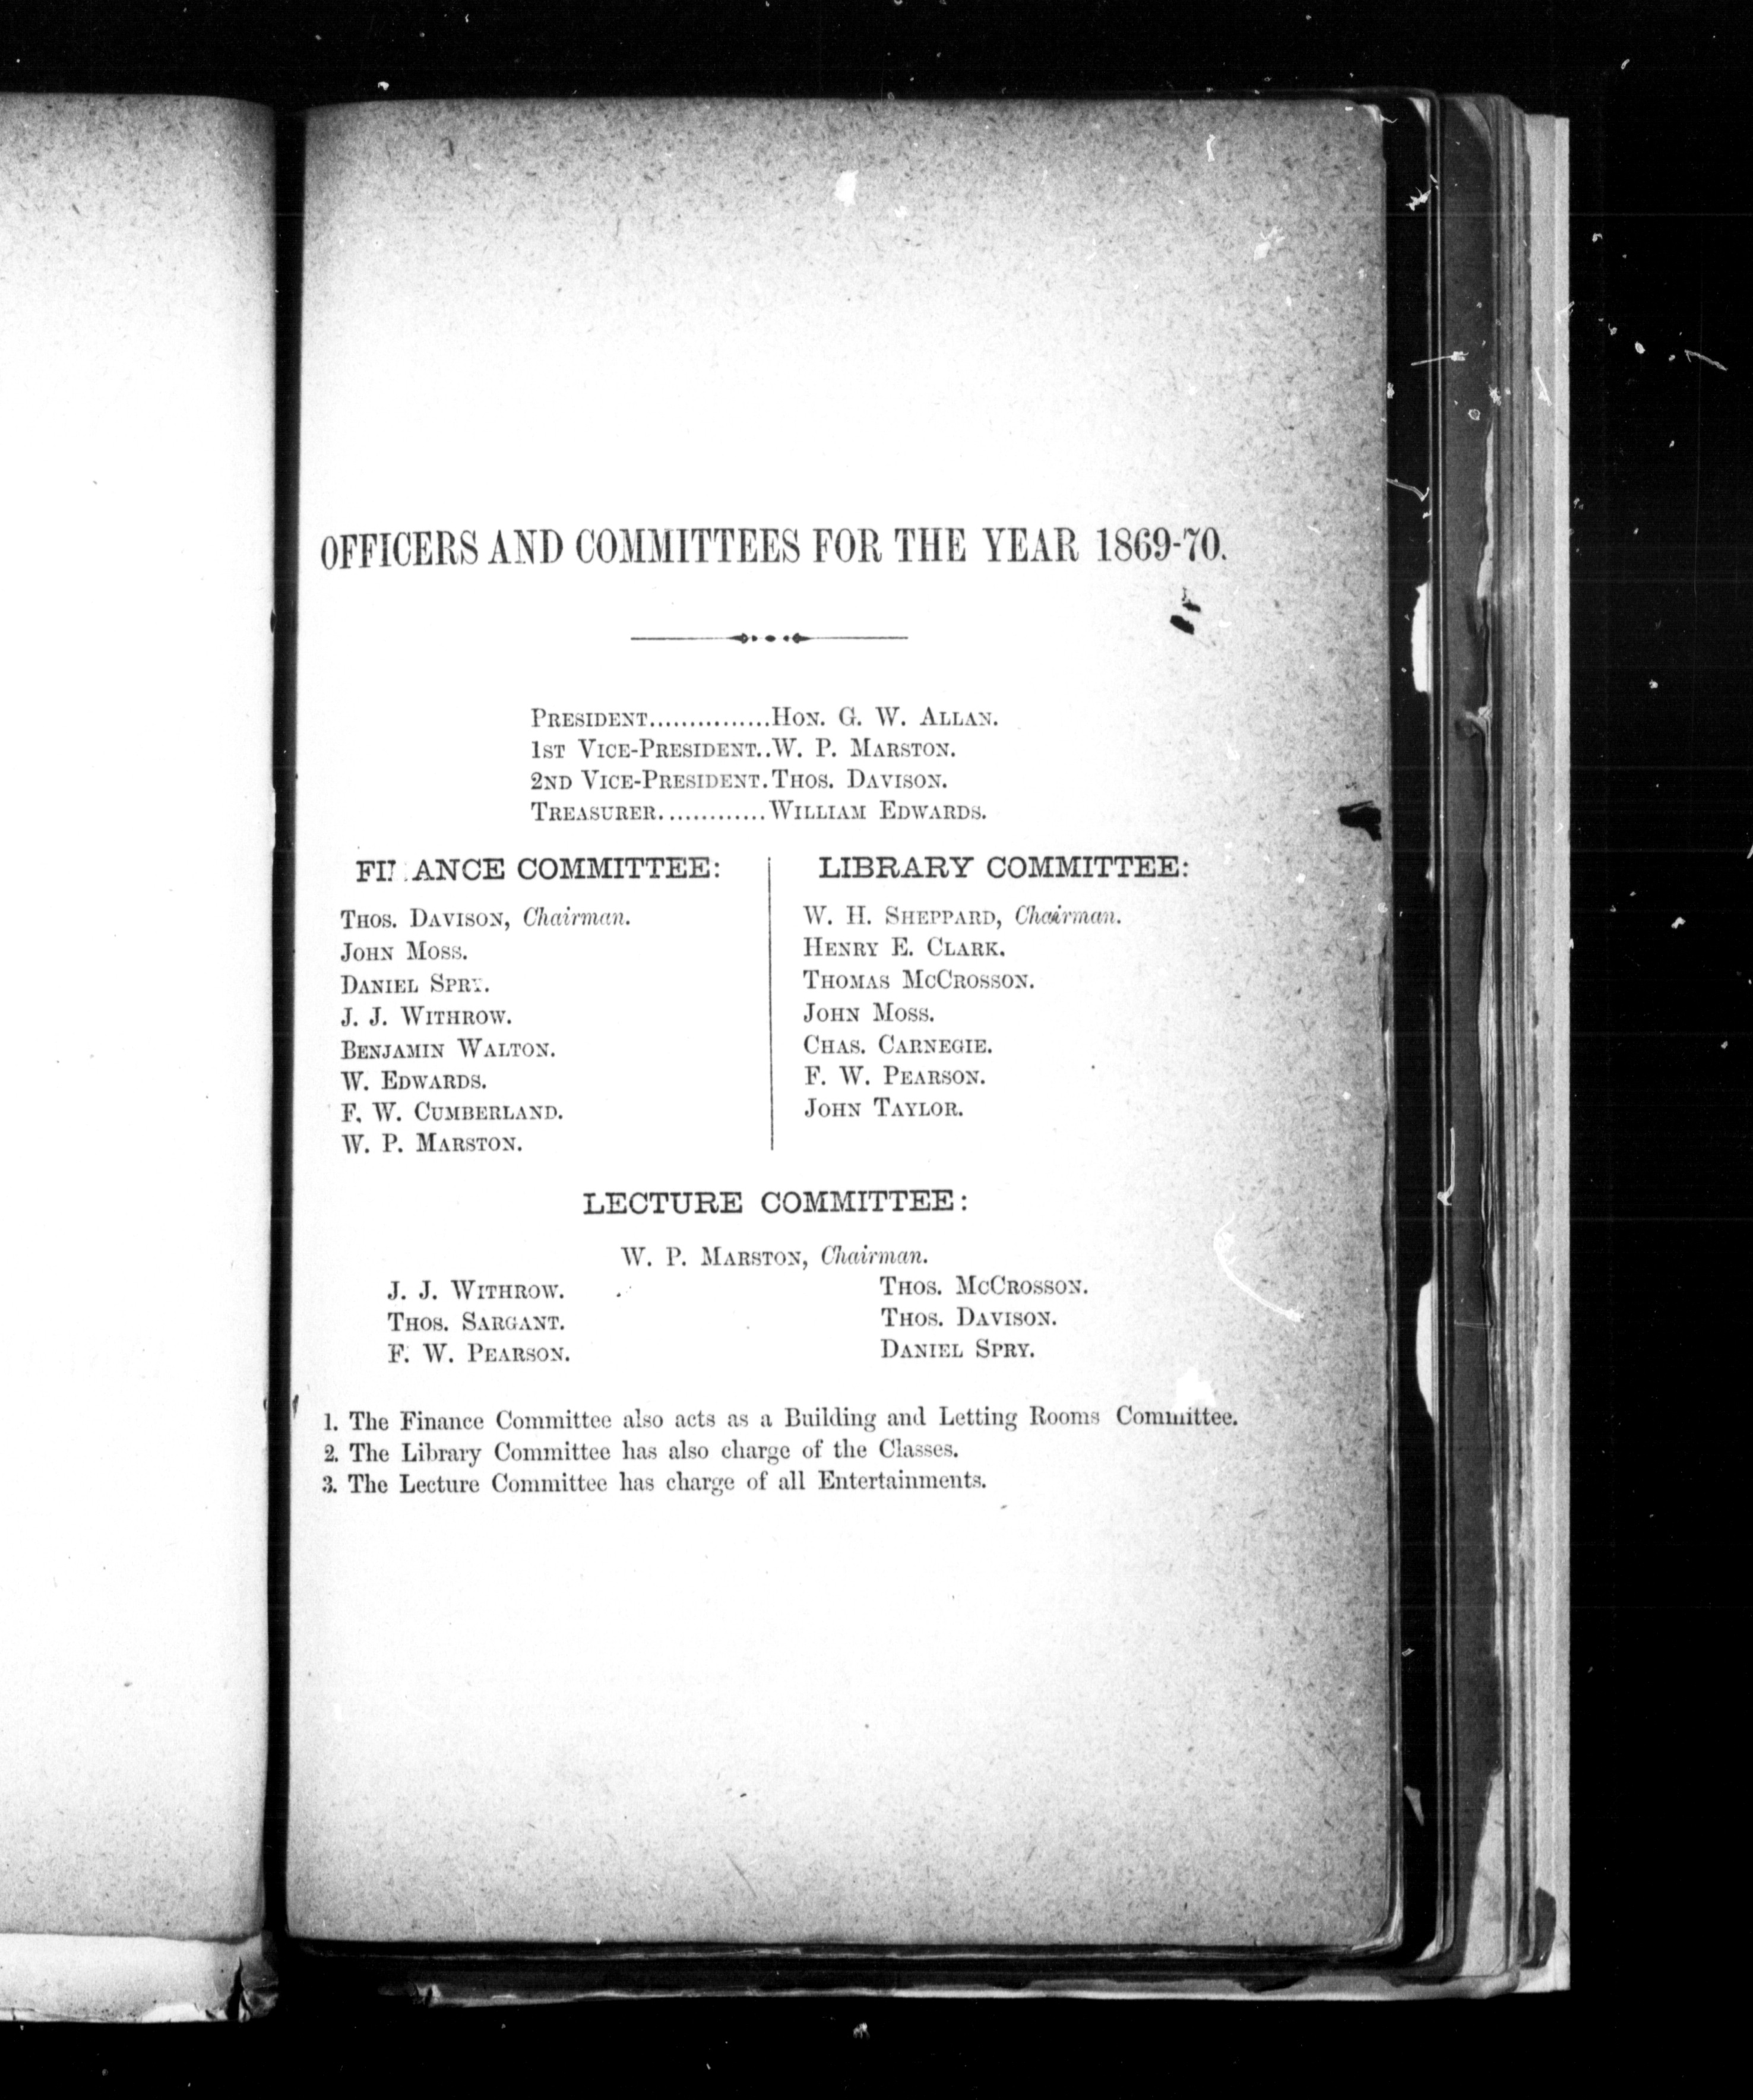 OFFICERS AND COMMITTEES FOR THE YEAR 1869-70.
PRESIDENT...............HON. G. W. ALLAN.
1ST VICE-PRESIDENT..W. P. MARSTON.
2ND VICE-PRESIDENT.THOS. DAVISON.
TREASURER.............WILLIAM EDWARDS.
FINANCE COMMITTEE:
THOS. DAVISON, Chairman.
JOHN MOSS.
DANIEL SPRY.
J. J. WITHROW.
BENJAMIN WALTON.
W. EDWARDS.
F. W. CUMBERLAND.
W. P. MARSTON.
LIBRARY COMMITTEE:
W. H. SHEPPARD, Chairman.
HENRY E. CLARK.
THOMAS MCCROSSON.
JOHN MOSS.
CHAS. CARNEGIE.
F. W. PEARSON.
JOHN TAYLOR.
LECTURE COMMITTEE:
W. P. MARSTON, Chairman.
J. J. WITHROW.
THOS. SARGANT.
F. W. PEARSON.
THOS. MCCROSSON.
THOS. DAVISON.
DANIEL SPRY.
1. The Finance Committee also acts as a Building and Letting Rooms Committee.
2. The Library Committee has also charge of the Classes.
3. The Lecture Committee has charge of all Entertainments.